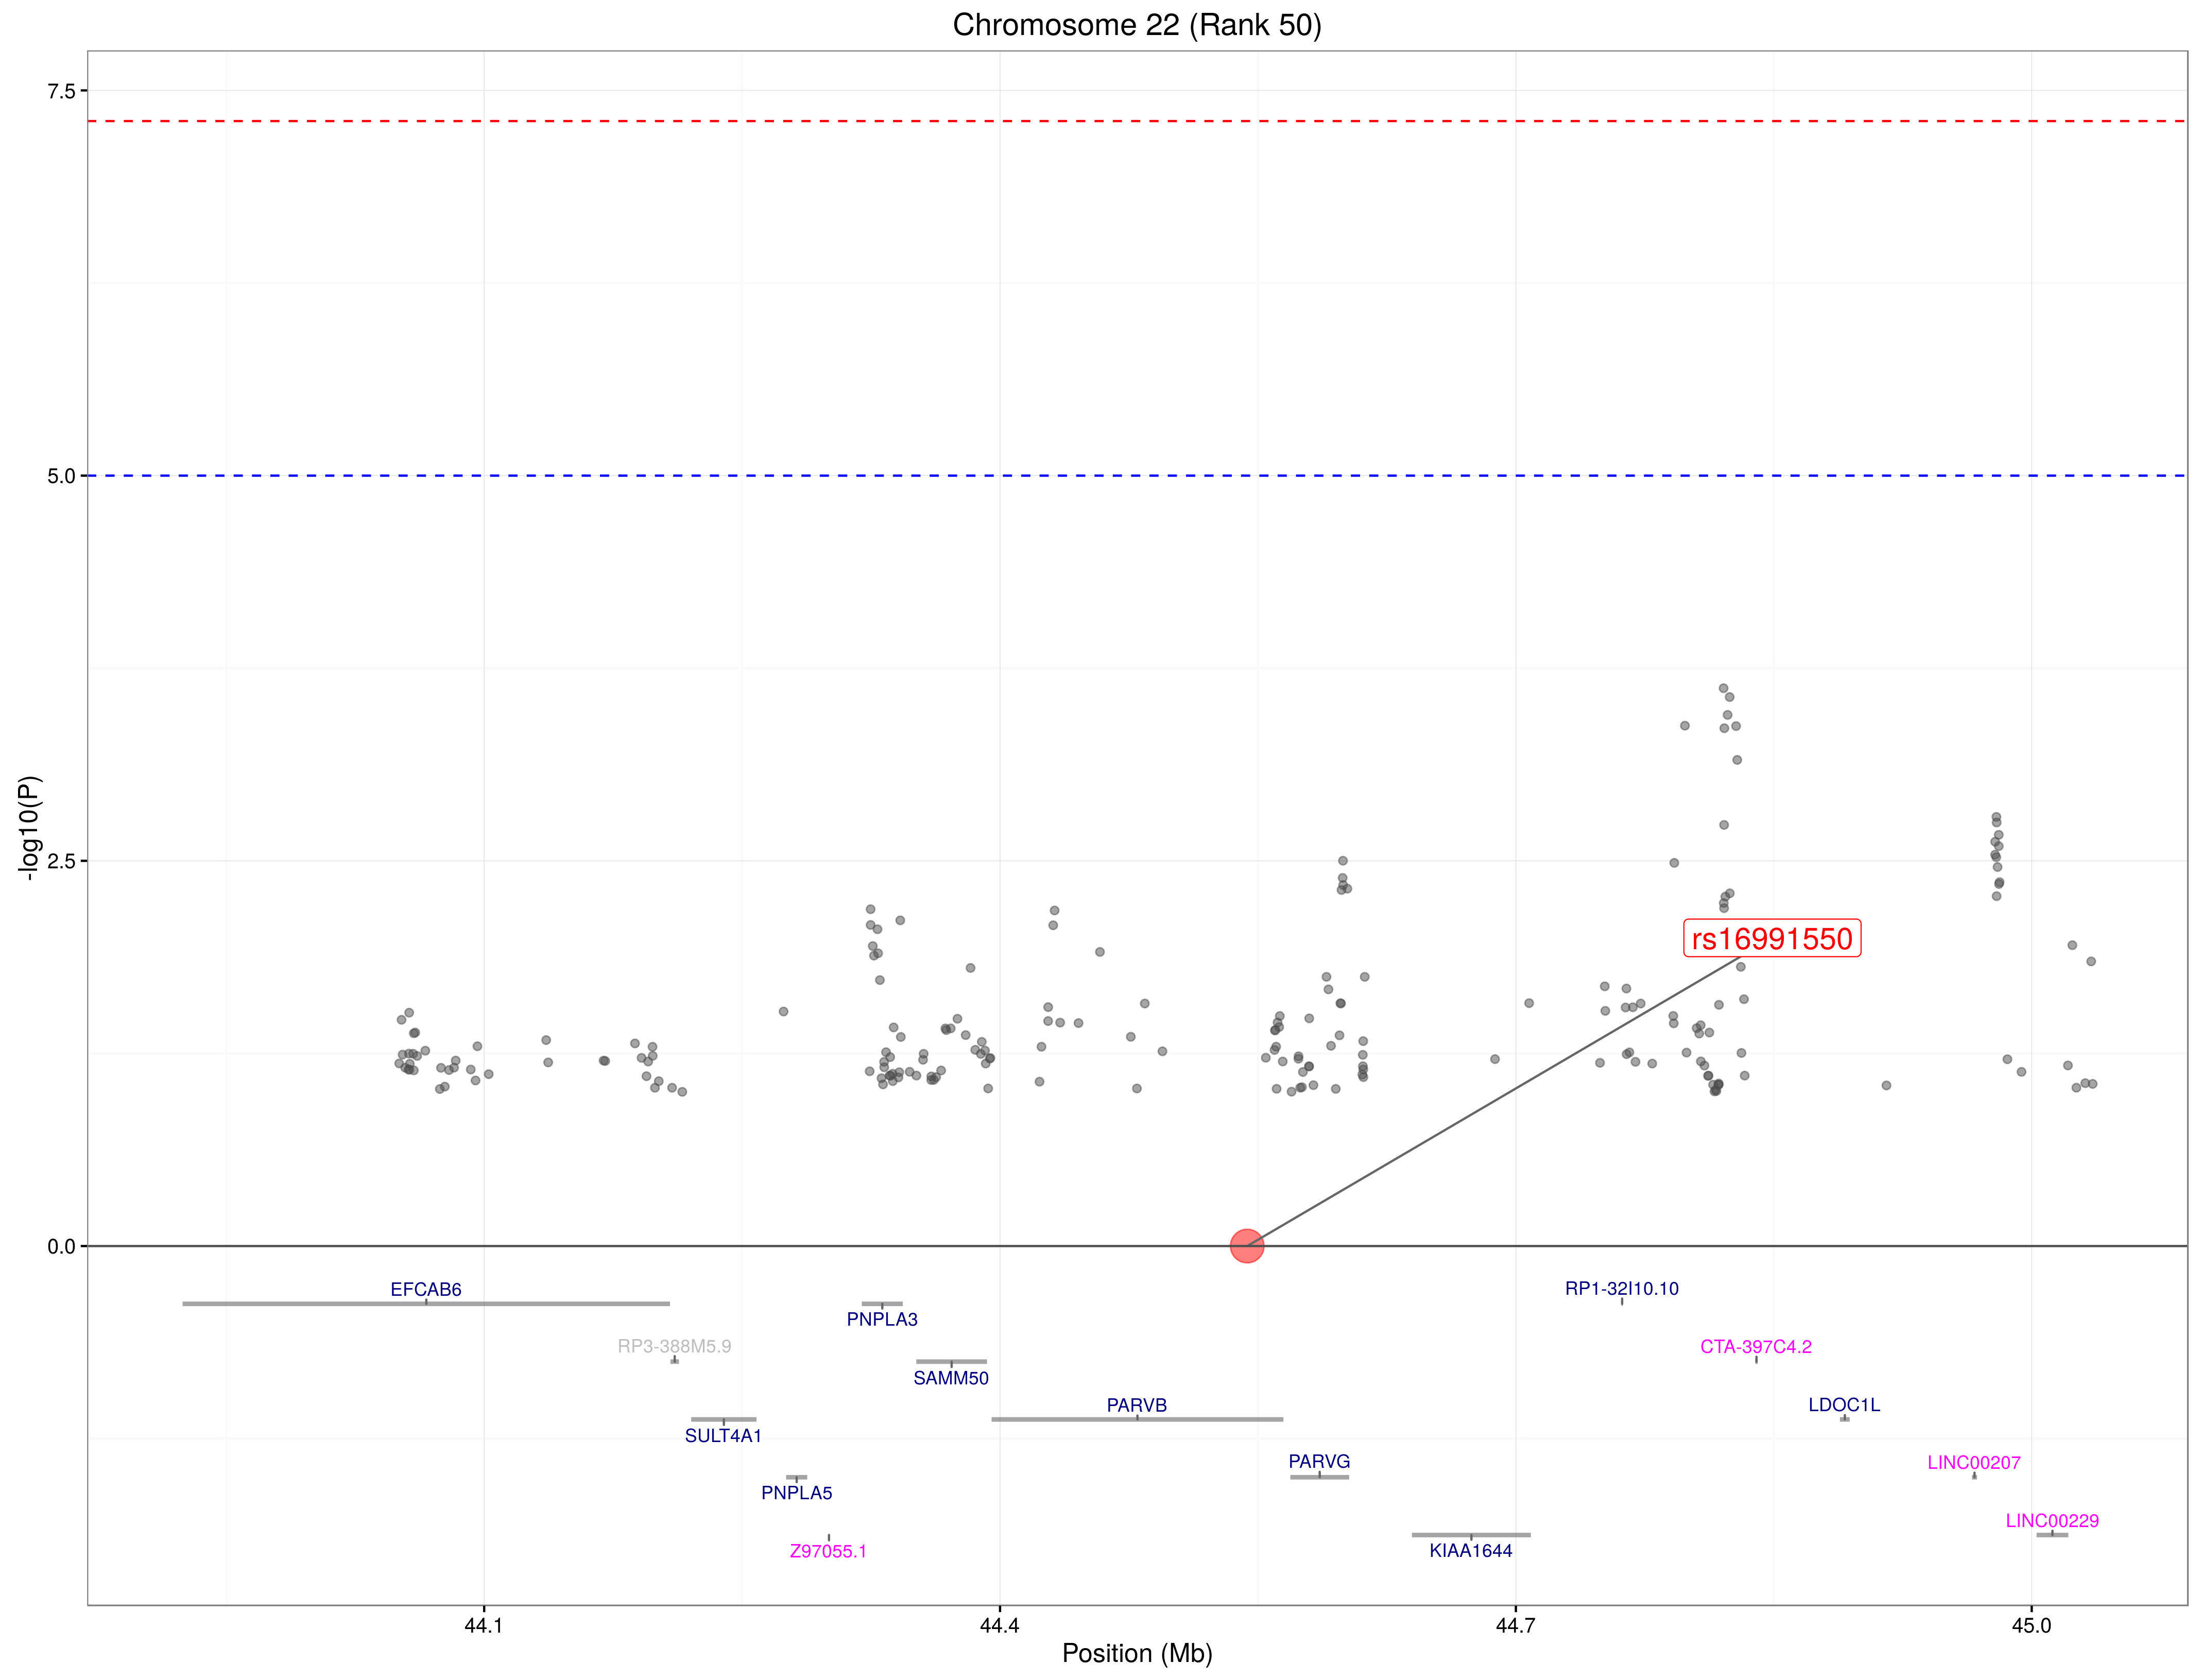 Chromosome 22 (Rank 50)
7.5
5.0
2.5
0.0
-log10(P)
rs16991550
EFCAB6
RP1-32I10.10
PNPLA3
RP3-388M5.9
CTA-397C4.2
SAMM50
PARVB
LDOC1L
SULT4A1
PARVG
LINC00207
PNPLA5
LINC00229
Z97055.1
KIAA1644
44.1
44.4
44.7
45.0
Position (Mb)